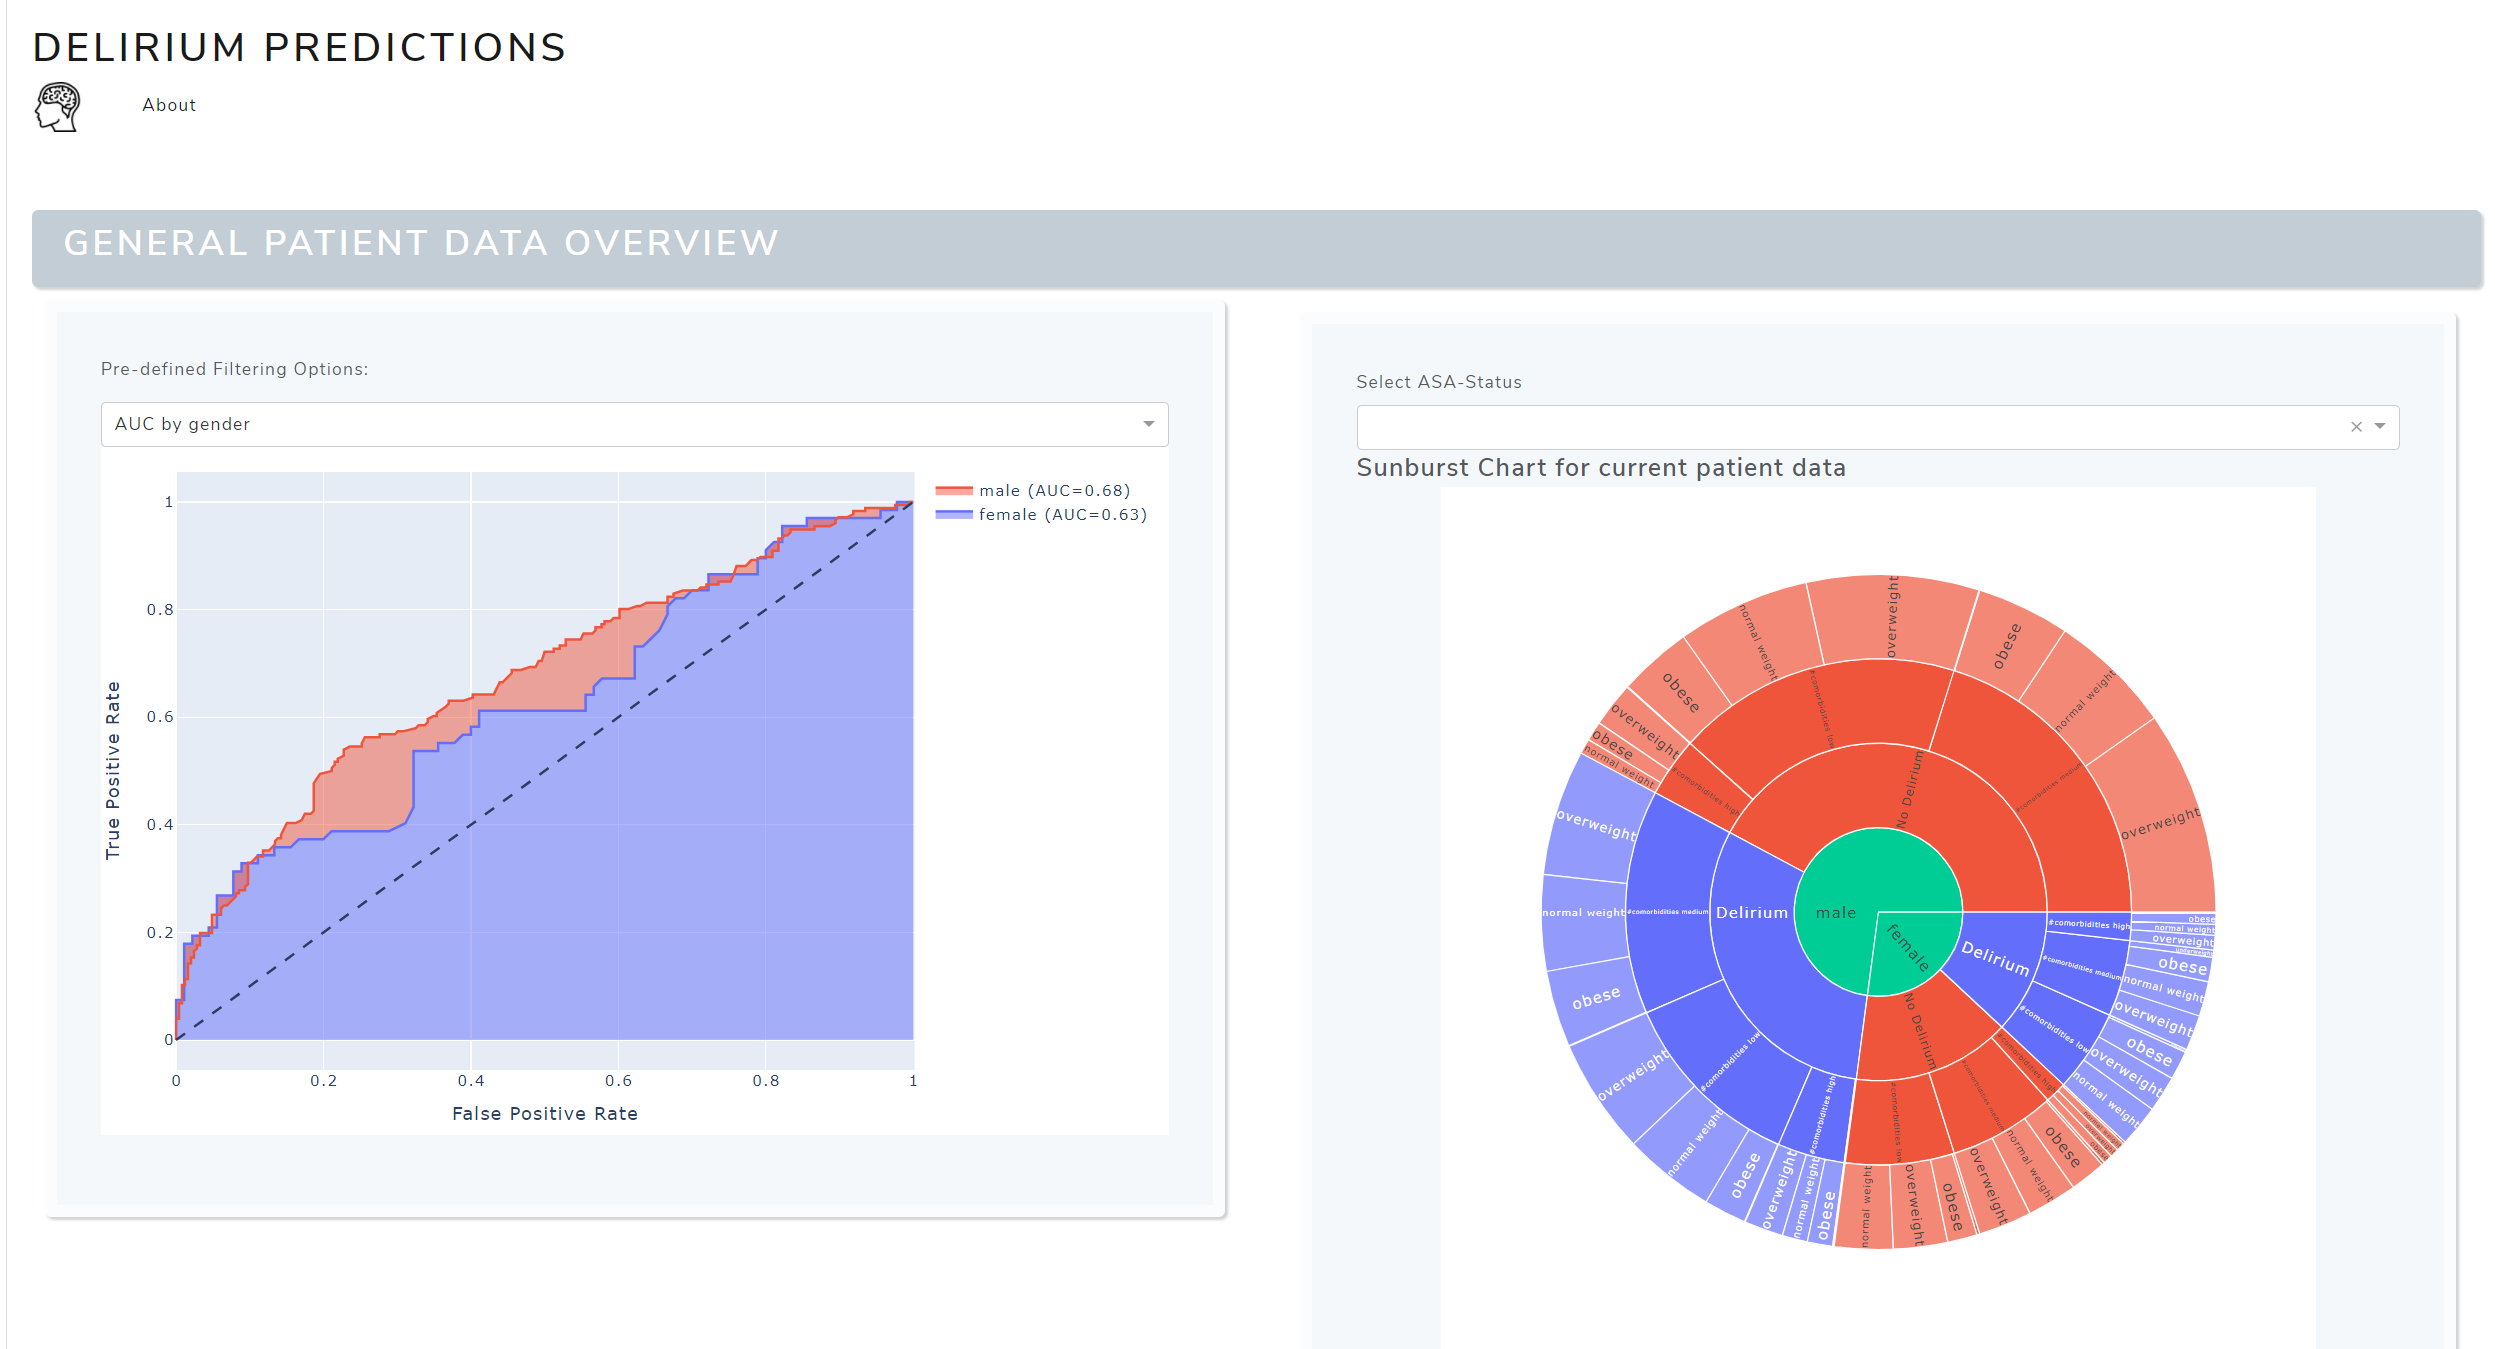 DELIRIUM PREDICTIONS
About
GENERAL PATIENT DATA OVERVIEW
Pre-defined Filtering Options:
AUC by gender
male (AUC=0.68)
female (AUC=0.63)
True Positive Rate
1
0.8
0.6
0.4
0.2
0
0 0.2 0.4 0.6 0.8 1
False Positive Rate
Select ASA-Status
×
Sunburst Chart for current patient data
male
female
No Delirium
Delirium
Delirium
No Delirium
#comorbidities medium
#comorbidities low
#comorbidities high
#comorbidities medium
#comorbidities low
#comorbidities high
#comorbidities low
#comorbidities medium
#comorbidities high
#comorbidities low
#comorbidities medium
#comorbidities high
overweight
normal weight
obese
overweight
normal weight
obese
overweight
obese
normal weight
overweight
normal weight
obese
overweight
normal weight
obese
overweight
normal weight
obese
normal weight
overweight
obese
overweight
normal weight
obese
normal weight
overweight
obese
normal weight
overweight
obese
overweight
normal weight
obese
underweight
overweight
normal weight
obese